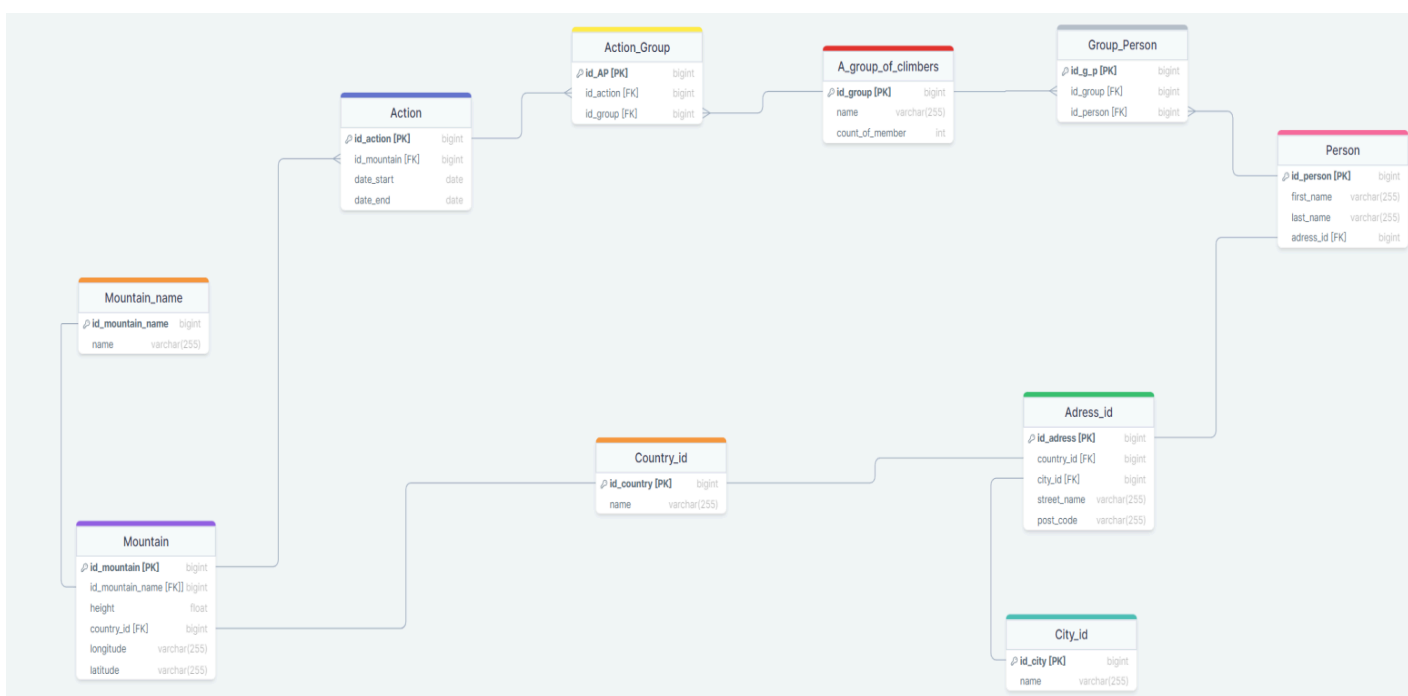 Action_Group
id_AP [PK] bigint
id_action [FK] bigint
id_group [FK] bigint
A_group_of_climbers
id_group [PK] bigint
name varchar(255)
count_of_member int
Group_Person
id_g_p [PK] bigint
id_group [FK] bigint
id_person [FK] bigint
Action
id_action [PK] bigint
id_mountain [FK] bigint
date_start date
date_end date
Person
id_person [PK] bigint
first_name varchar(255)
last_name varchar(255)
adress_id [FK] bigint
Mountain_name
id_mountain_name bigint
name varchar(255)
Country_id
id_country [PK] bigint
name varchar(255)
Adress_id
id_adress [PK] bigint
country_id [FK] bigint
city_id [FK] bigint
street_name varchar(255)
post_code varchar(255)
Mountain
id_mountain [PK] bigint
id_mountain_name [FK]] bigint
height float
country_id [FK] bigint
longitude varchar(255)
latitude varchar(255)
City_id
id_city [PK] bigint
name varchar(255)